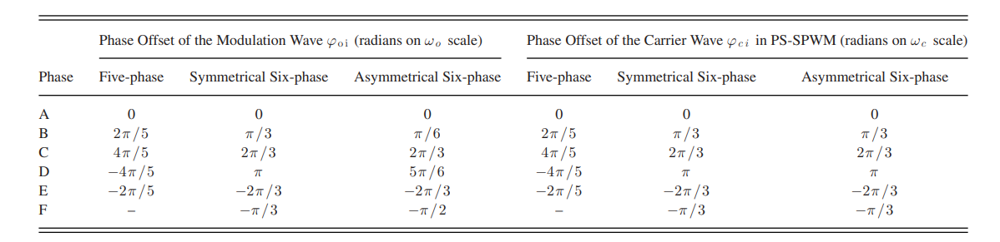 Phase Offset of the Modulation Wave φoi (radians on ωo scale) Phase Offset of the Carrier Wave φci in PS-SPWM (radians on ωc scale)
Phase Five-phase Symmetrical Six-phase Asymmetrical Six-phase Five-phase Symmetrical Six-phase Asymmetrical Six-phase
A 0 0 0 0 0 0
B 2π/5 π/3 π/6 2π/5 π/3 π/3
C 4π/5 2π/3 2π/3 4π/5 2π/3 2π/3
D −4π/5 π 5π/6 −4π/5 π π
E −2π/5 −2π/3 −2π/3 −2π/5 −2π/3 −2π/3
F – −π/3 −π/2 – −π/3 −π/3